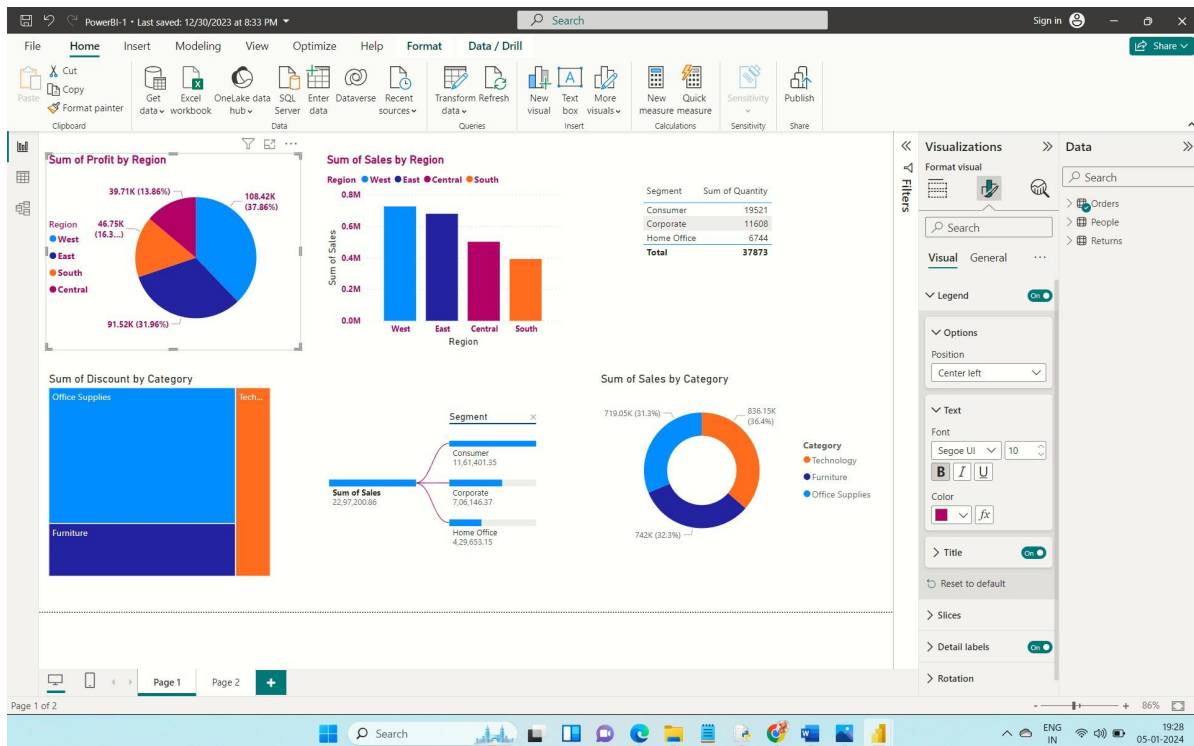 PowerBI-1 • Last saved: 12/30/2023 at 8:33 PM
Search
Sign in
File Home Insert Modeling View Optimize Help Format Data / Drill
Share
Paste
Cut
Copy
Format painter
Get data
Excel workbook
OneLake data hub
SQL Server
Enter data
Dataverse
Recent sources
Transform data
Refresh
New visual
Text box
More visuals
New measure
Quick measure
Sensitivity
Publish
Clipboard Data Queries Insert Calculations Sensitivity Share
Sum of Profit by Region
39.71K (13.86%)
108.42K
(37.86%)
46.75K
(16.3...)
91.52K (31.96%)
Region
West
East
South
Central
Sum of Sales by Region
Region West East Central South
0.8M
0.6M
0.4M
0.2M
0.0M
Sum of Sales
West East Central South
Region
Segment Sum of Quantity
Consumer 19521
Corporate 11608
Home Office 6744
Total 37873
Sum of Discount by Category
Office Supplies
Tech...
Furniture
Segment
Sum of Sales
22,97,200.86
Consumer
11,61,401.35
Corporate
7,06,146.37
Home Office
4,29,653.15
Sum of Sales by Category
719.05K (31.3%)
836.15K
(36.4%)
742K (32.3%)
Category
Technology
Furniture
Office Supplies
Filters
Visualizations
Format visual
Search
Visual General
Legend On
Options
Position
Center left
Text
Font
Segoe UI 10
B I U
Color
fx
Title On
Reset to default
Slices
Detail labels On
Rotation
Data
Search
Orders
People
Returns
Page 1 Page 2
Page 1 of 2
86%
Search
ENG
IN
19:28
05-01-2024